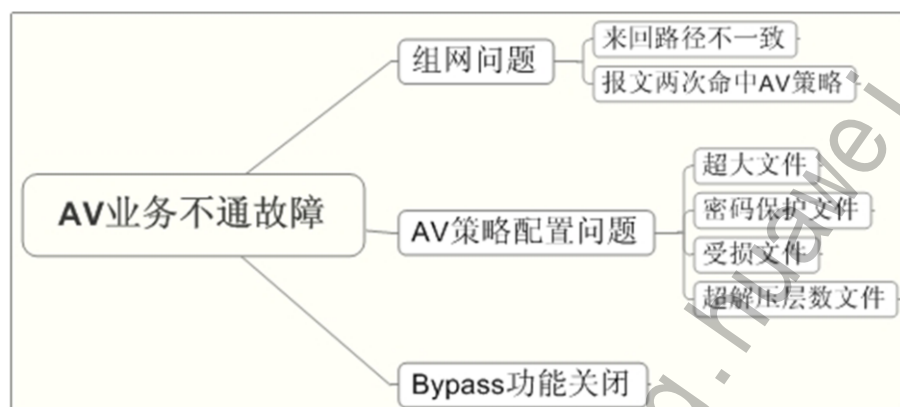 AV业务不通故障
组网问题
来回路径不一致
报文两次命中AV策略
AV策略配置问题
超大文件
密码保护文件
受损文件
超解压层数文件
Bypass功能关闭
g.huawei